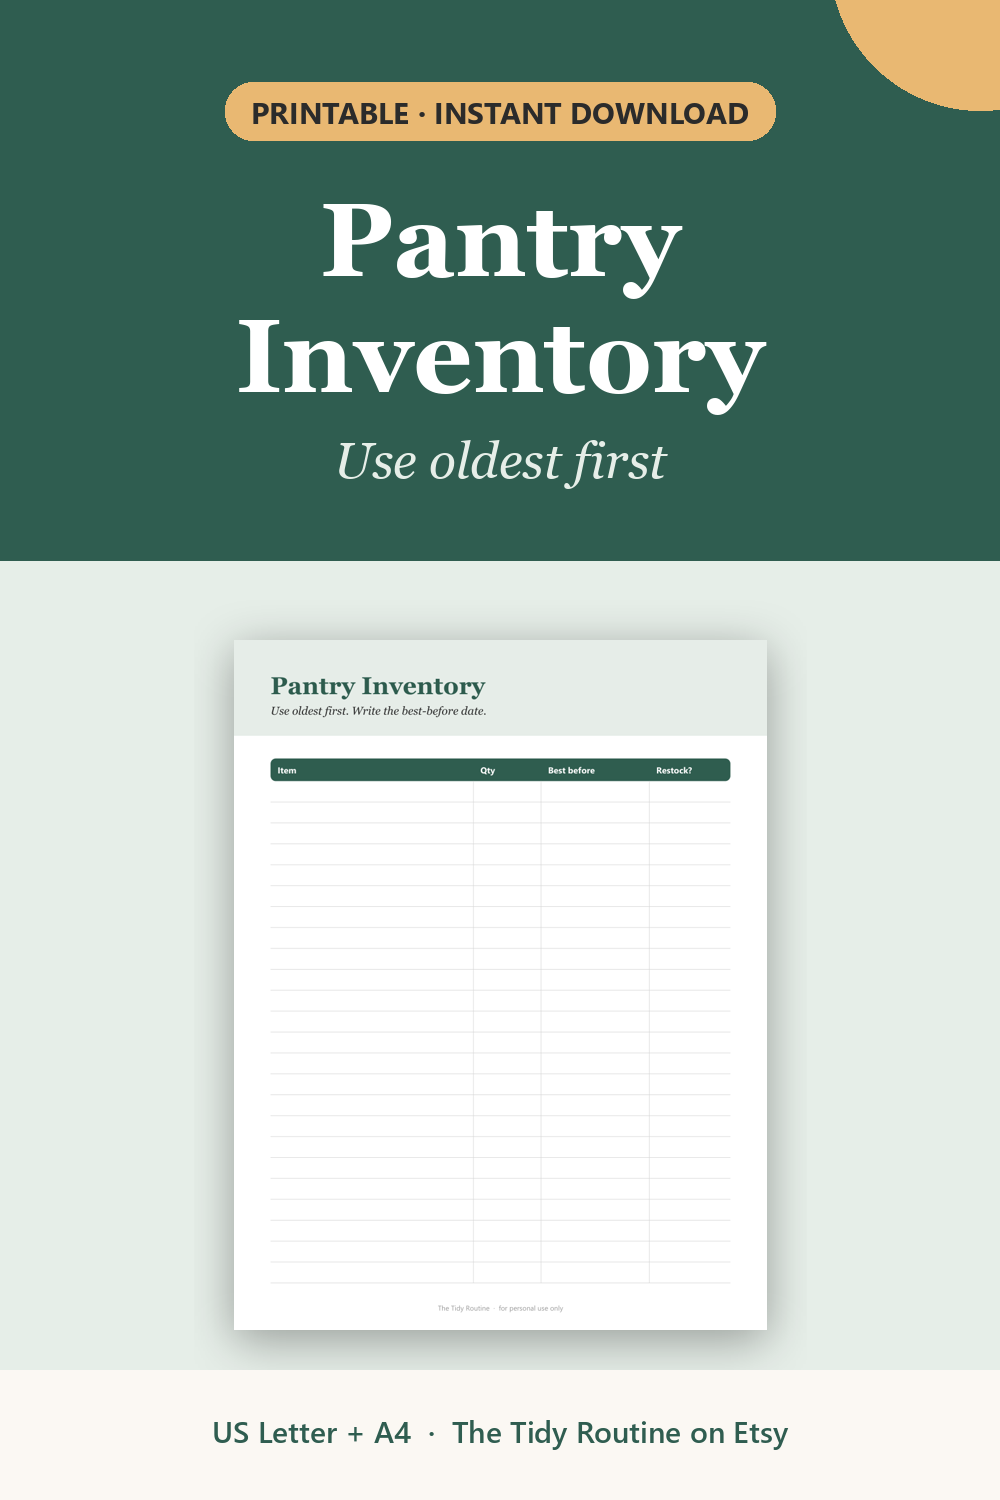 PRINTABLE · INSTANT DOWNLOAD
Pantry
Inventory
Use oldest first
Pantry Inventory
Use oldest first. Write the best-before date.
Item Qty Best before Restock?
The Tidy Routine · for personal use only
US Letter + A4 · The Tidy Routine on Etsy